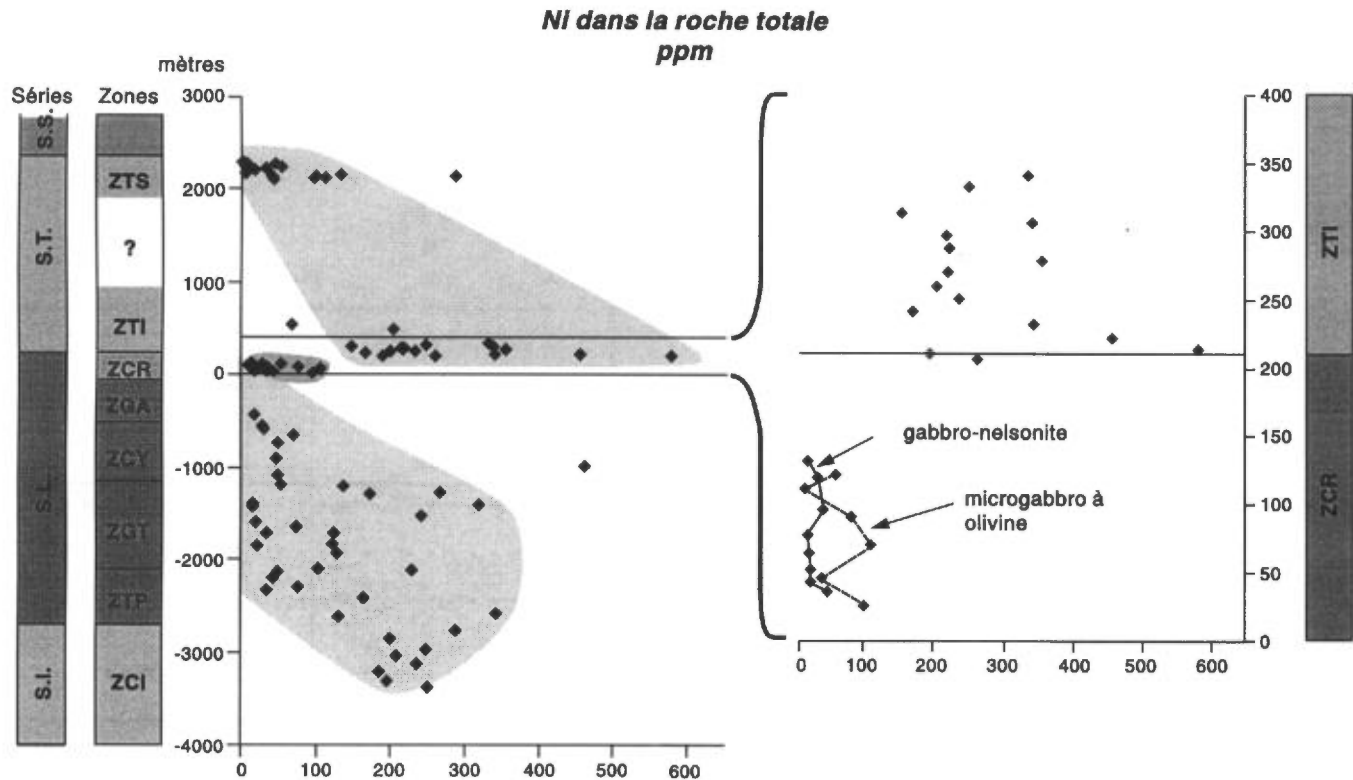 Ni dans la roche totale
ppm
mètres
Séries
Zones
S.S.
S.T.
S.L.
S.I.
ZTS
?
ZTI
ZCR
ZGA
ZCY
ZGT
ZTP
ZCI
3000
2000
1000
0
-1000
-2000
-3000
-4000
0 100 200 300 400 500 600
gabbro-nelsonite
microgabbro à
olivine
400
350
300
250
200
150
100
50
0
0 100 200 300 400 500 600
ZTI
ZCR